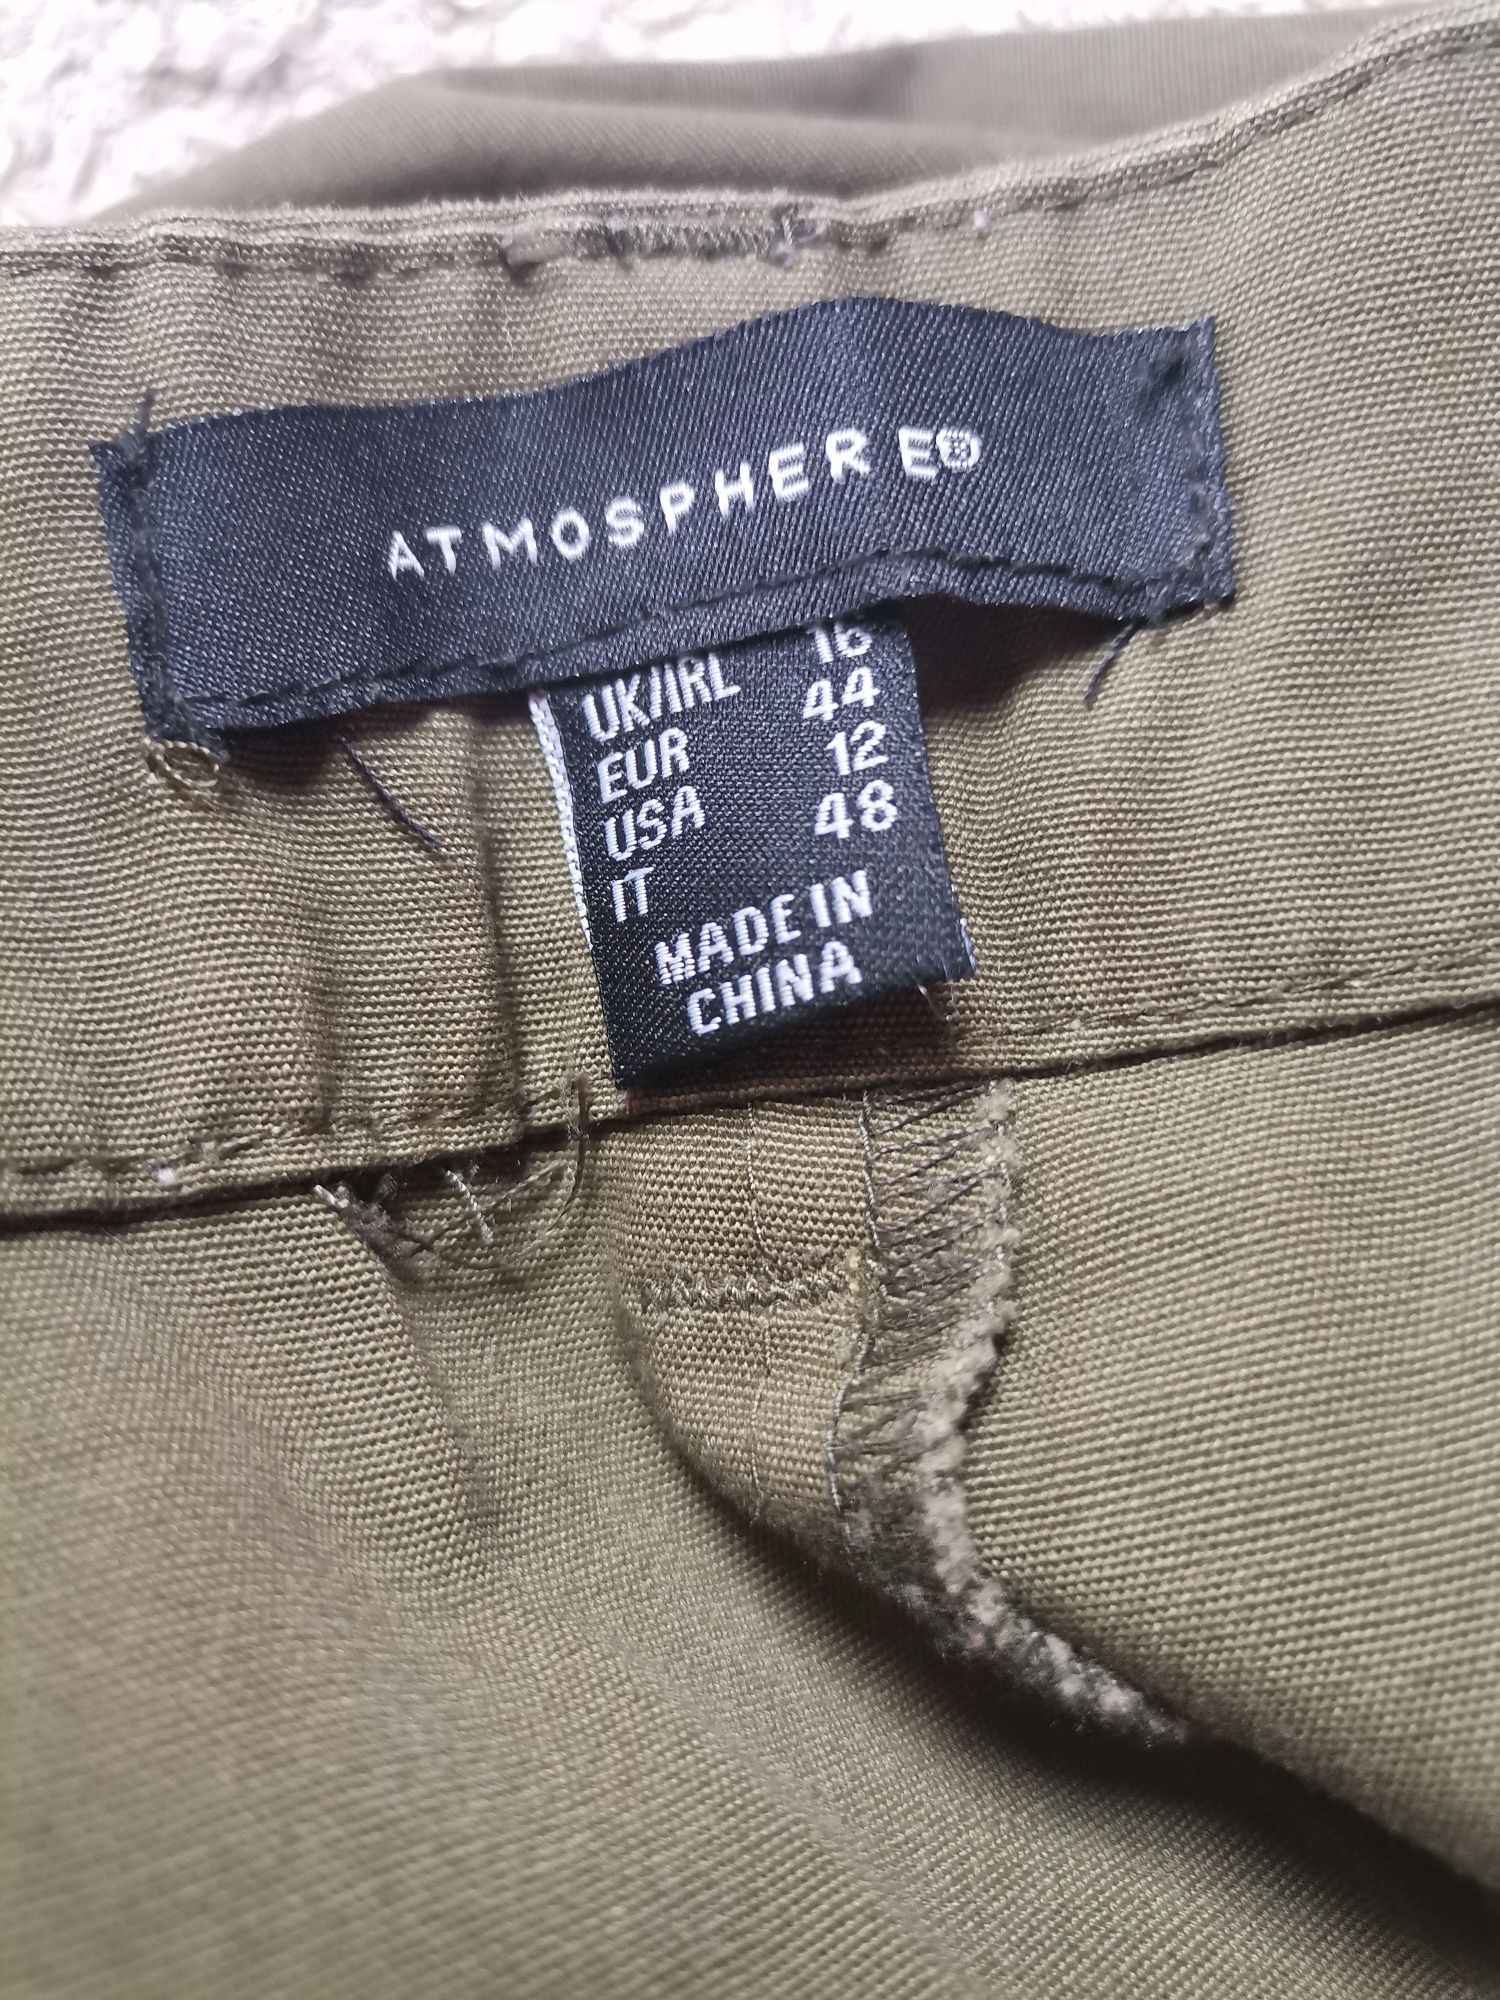 ATMOSPHERE®
UK/IRL 16
EUR 44
USA 12
IT 48
MADE IN
CHINA